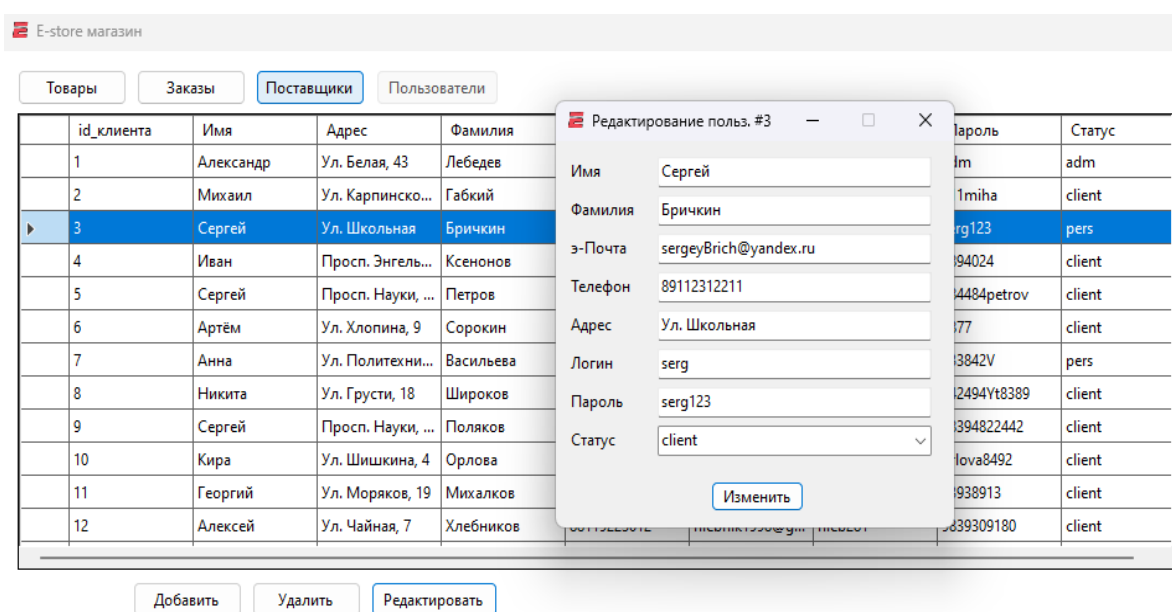 E-store магазин
Товары Заказы Поставщики Пользователи
id_клиента Имя Адрес Фамилия Статус
1 Александр Ул. Белая, 43 Лебедев adm
2 Михаил Ул. Карпинско... Габкий 1miha client
3 Сергей Ул. Школьная Бричкин pers
4 Иван Просп. Энгель... Ксенонов client
5 Сергей Просп. Науки, ... Петров client
6 Артём Ул. Хлопина, 9 Сорокин client
7 Анна Ул. Политехни... Васильева pers
8 Никита Ул. Грусти, 18 Широков client
9 Сергей Просп. Науки, ... Поляков client
10 Кира Ул. Шишкина, 4 Орлова client
11 Георгий Ул. Моряков, 19 Михалков client
12 Алексей Ул. Чайная, 7 Хлебников client
Редактирование польз. #3
Имя Сергей
Фамилия Бричкин
э-Почта sergeyBrich@yandex.ru
Телефон 89112312211
Адрес Ул. Школьная
Логин serg
Пароль serg123
Статус client
Изменить
Добавить Удалить Редактировать